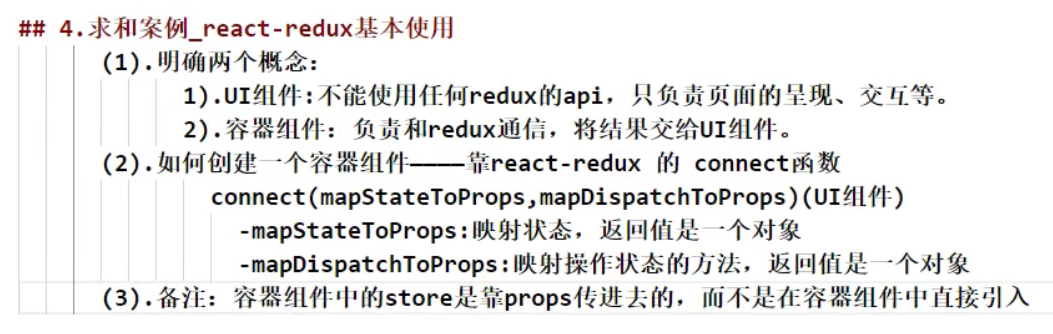 ## 4.求和案例_react-redux基本使用
(1).明确两个概念：
1).UI组件:不能使用任何redux的api，只负责页面的呈现、交互等。
2).容器组件：负责和redux通信，将结果交给UI组件。
(2).如何创建一个容器组件————靠react-redux 的 connect函数
connect(mapStateToProps,mapDispatchToProps)(UI组件)
-mapStateToProps:映射状态，返回值是一个对象
-mapDispatchToProps:映射操作状态的方法，返回值是一个对象
(3).备注：容器组件中的store是靠props传进去的，而不是在容器组件中直接引入